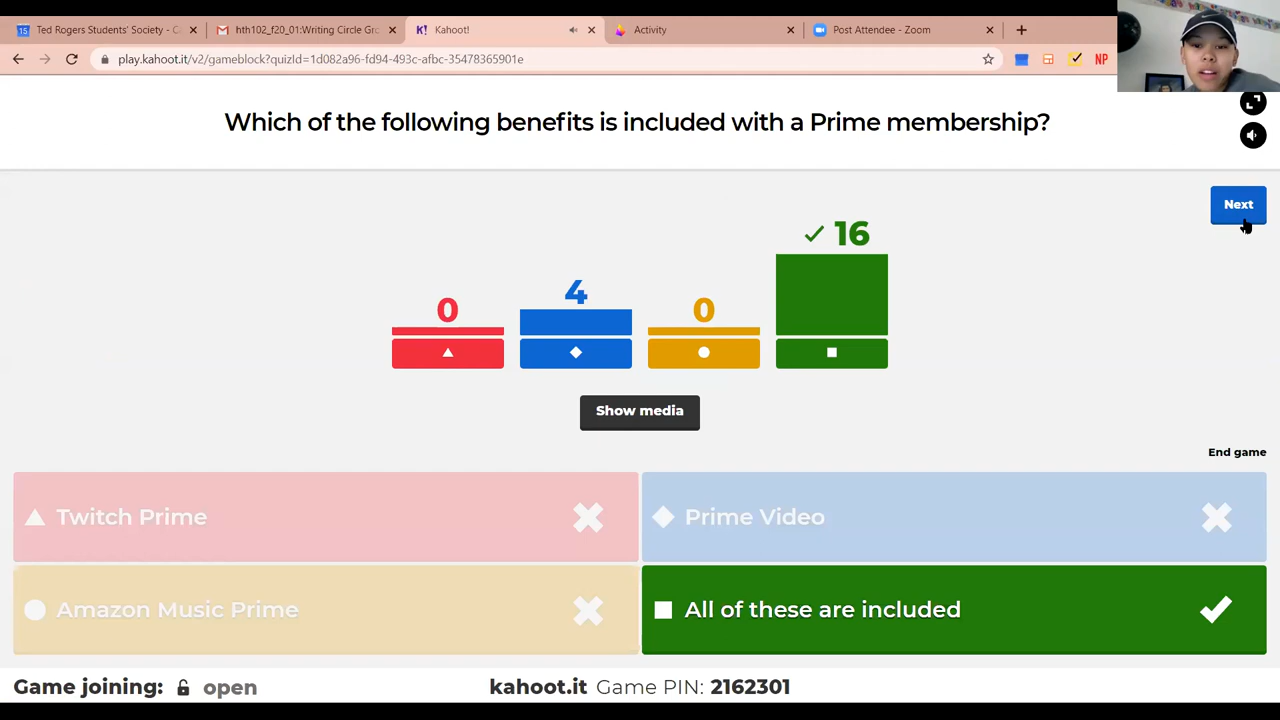 Ted Rogers Students' Society - C
hth102_f20_01:Writing Circle Gro
K! Kahoot!
Activity
Post Attendee - Zoom
play.kahoot.it/v2/gameblock?quizId=1d082a96-fd94-493c-afbc-35478365901e
NP
Which of the following benefits is included with a Prime membership?
Next
0
4
0
16
Show media
End game
Twitch Prime
Prime Video
Amazon Music Prime
All of these are included
Game joining: open
kahoot.it Game PIN: 2162301